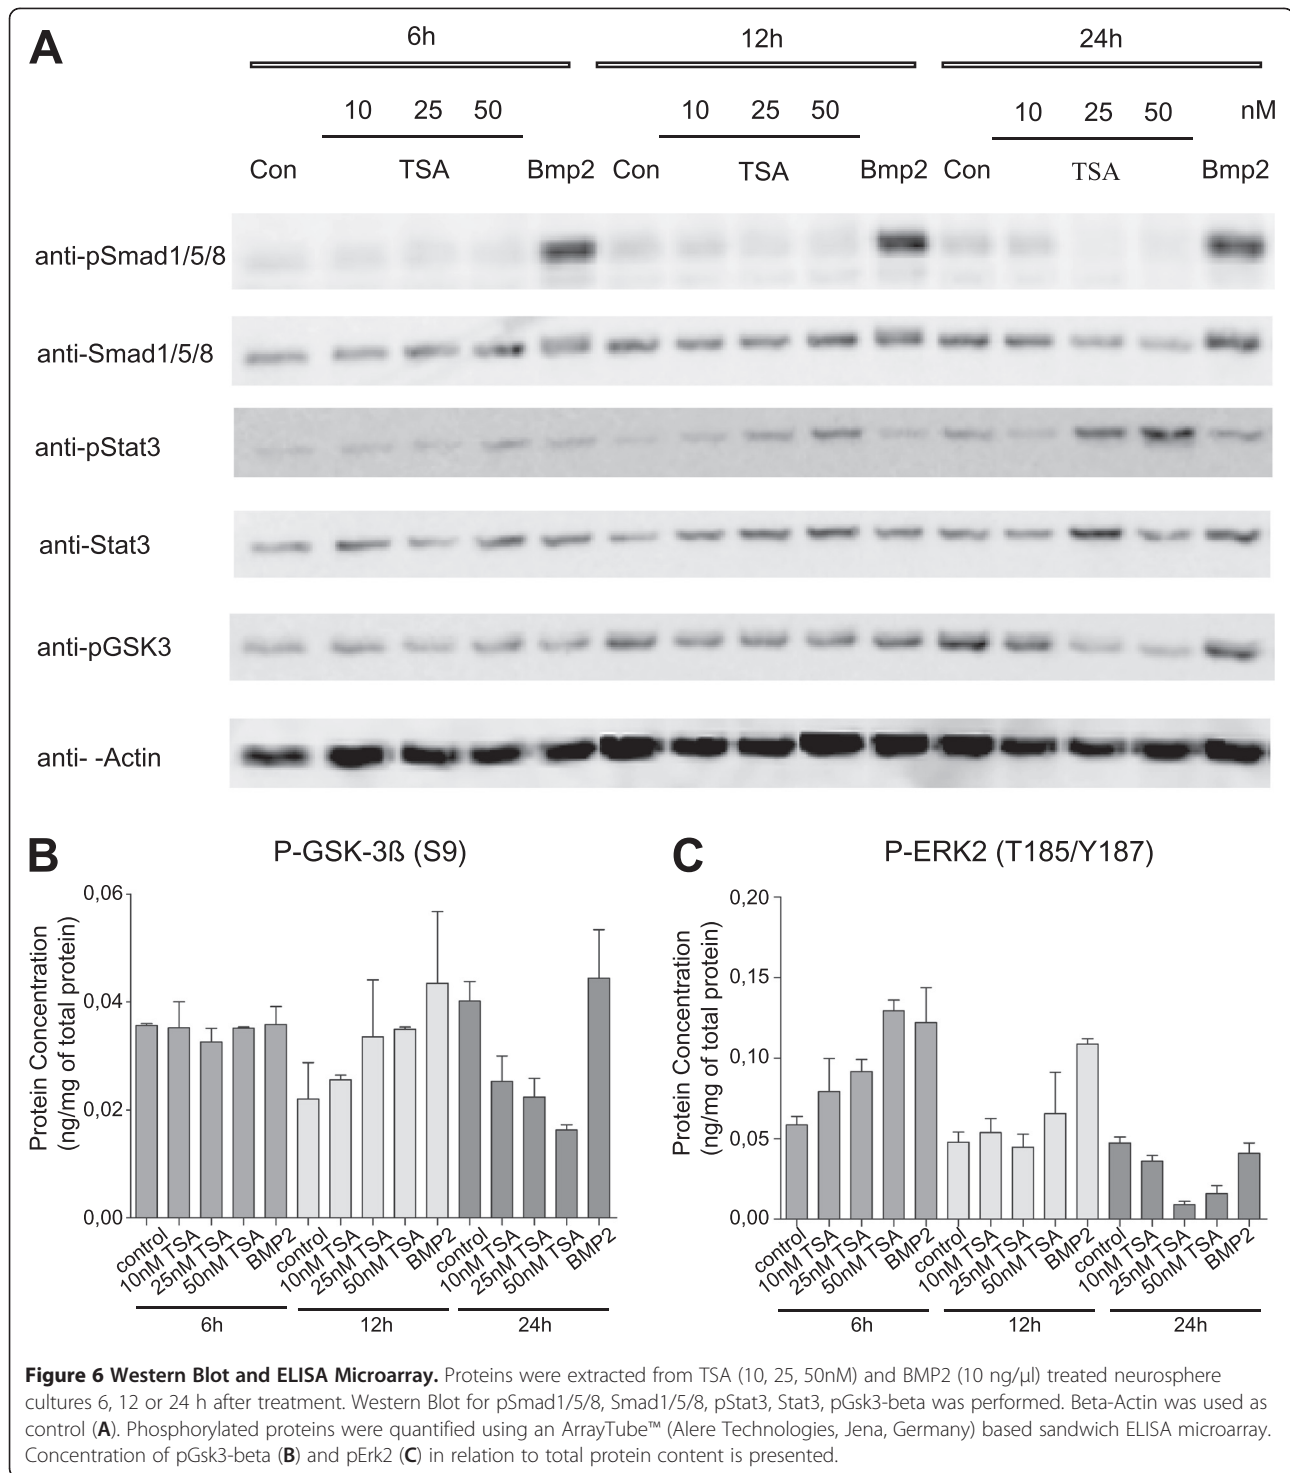 A
6h 12h 24h
10 25 50 10 25 50 10 25 50 nM
Con TSA Bmp2 Con TSA Bmp2 Con TSA Bmp2
anti-pSmad1/5/8
anti-Smad1/5/8
anti-pStat3
anti-Stat3
anti-pGSK3
anti- -Actin
B
P-GSK-3ß (S9)
Protein Concentration
(ng/mg of total protein)
0,06
0,04
0,02
0,00
control 10nM TSA 25nM TSA 50nM TSA BMP2 control 10nM TSA 25nM TSA 50nM TSA BMP2 control 10nM TSA 25nM TSA 50nM TSA BMP2
6h 12h 24h
C
P-ERK2 (T185/Y187)
Protein Concentration
(ng/mg of total protein)
0,20
0,15
0,10
0,05
0,00
control 10nM TSA 25nM TSA 50nM TSA BMP2 control 10nM TSA 25nM TSA 50nM TSA BMP2 control 10nM TSA 25nM TSA 50nM TSA BMP2
6h 12h 24h
Figure 6 Western Blot and ELISA Microarray. Proteins were extracted from TSA (10, 25, 50nM) and BMP2 (10 ng/μl) treated neurosphere
cultures 6, 12 or 24 h after treatment. Western Blot for pSmad1/5/8, Smad1/5/8, pStat3, Stat3, pGsk3-beta was performed. Beta-Actin was used as
control (A). Phosphorylated proteins were quantified using an ArrayTube™ (Alere Technologies, Jena, Germany) based sandwich ELISA microarray.
Concentration of pGsk3-beta (B) and pErk2 (C) in relation to total protein content is presented.